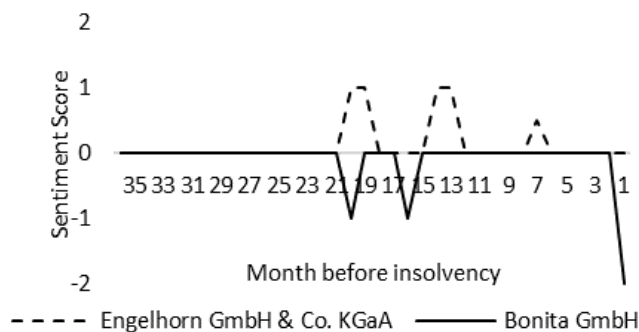 2
1
0
-1
-2
Sentiment Score
35 33 31 29 27 25 23 21 19 17 15 13 11 9 7 5 3 1
Month before insolvency
Engelhorn GmbH & Co. KGaA Bonita GmbH